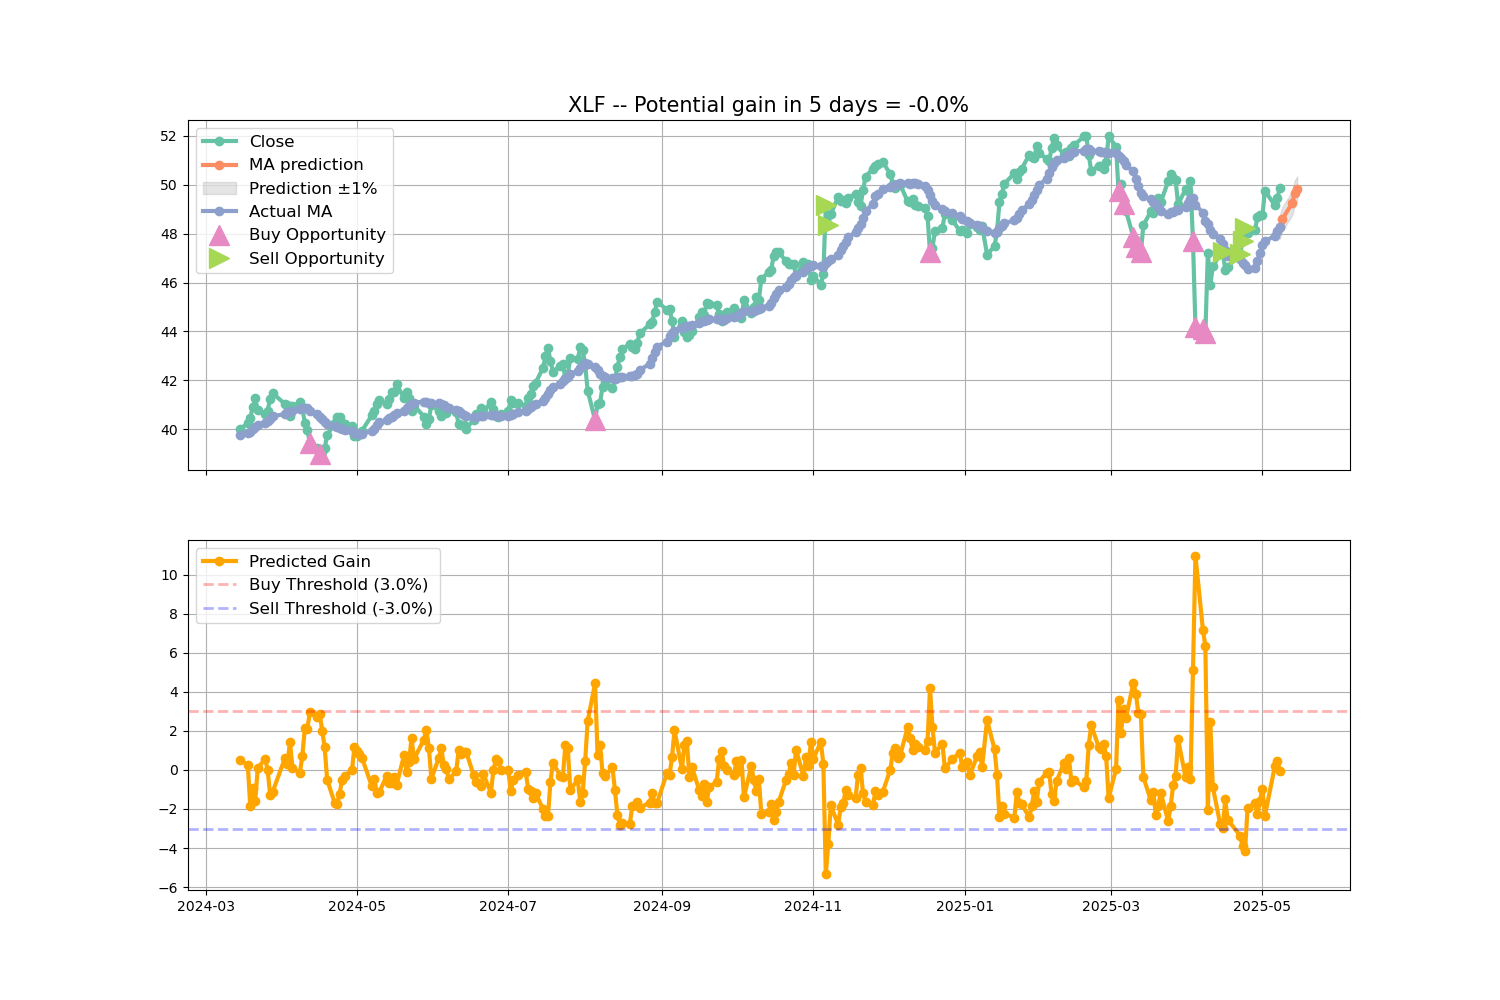 XLF -- Potential gain in 5 days = -0.0%
52
50
48
46
44
42
40
Close
MA prediction
Prediction ±1%
Actual MA
Buy Opportunity
Sell Opportunity
10
8
6
4
2
0
−2
−4
−6
Predicted Gain
Buy Threshold (3.0%)
Sell Threshold (-3.0%)
2024-03
2024-05
2024-07
2024-09
2024-11
2025-01
2025-03
2025-05